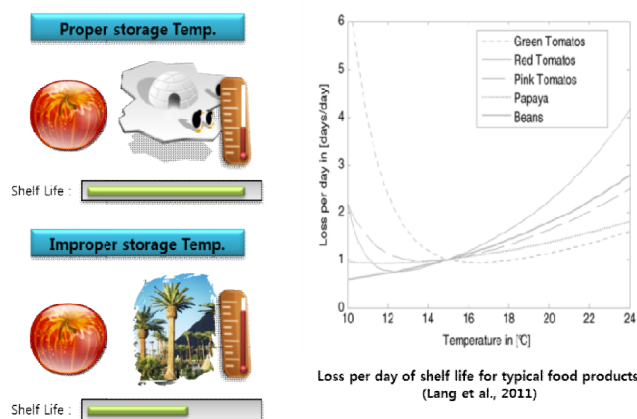 Proper storage Temp.
Shelf Life :
Improper storage Temp.
Shelf Life :
Loss per day in [days/day]
6
5
4
3
2
1
0
10 12 14 16 18 20 22 24
Temperature in [℃]
Green Tomatos
Red Tomatos
Pink Tomatos
Papaya
Beans
Loss per day of shelf life for typical food products
(Lang et al., 2011)